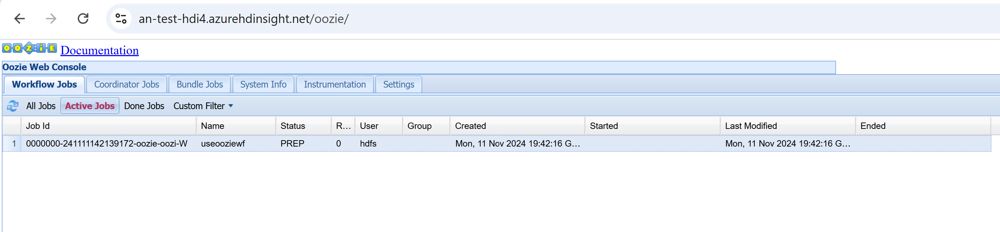 an-test-hdi4.azurehdinsight.net/oozie/
OOZiE Documentation
Oozie Web Console
Workflow Jobs Coordinator Jobs Bundle Jobs System Info Instrumentation Settings
All Jobs Active Jobs Done Jobs Custom Filter
Job Id Name Status R... User Group Created Started Last Modified Ended
1 0000000-241111142139172-oozie-oozi-W useooziewf PREP 0 hdfs Mon, 11 Nov 2024 19:42:16 G... Mon, 11 Nov 2024 19:42:16 G...